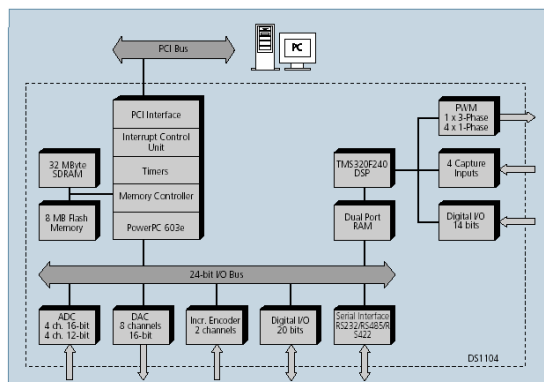 PCI Bus
PC
PCI Interface
Interrupt Control
Unit
Timers
Memory Controller
PowerPC 603e
32 MByte
SDRAM
8 MB Flash
Memory
TMS320F240
DSP
Dual Port
RAM
PWM
1 x 3-Phase
4 x 1-Phase
4 Capture
Inputs
Digital I/O
14 bits
24-bit I/O Bus
ADC
4 ch. 16-bit
4 ch. 12-bit
DAC
8 channels
16-bit
Incr. Encoder
2 channels
Digital I/O
20 bits
Serial Interface
RS232/RS485/R
S422
DS1104